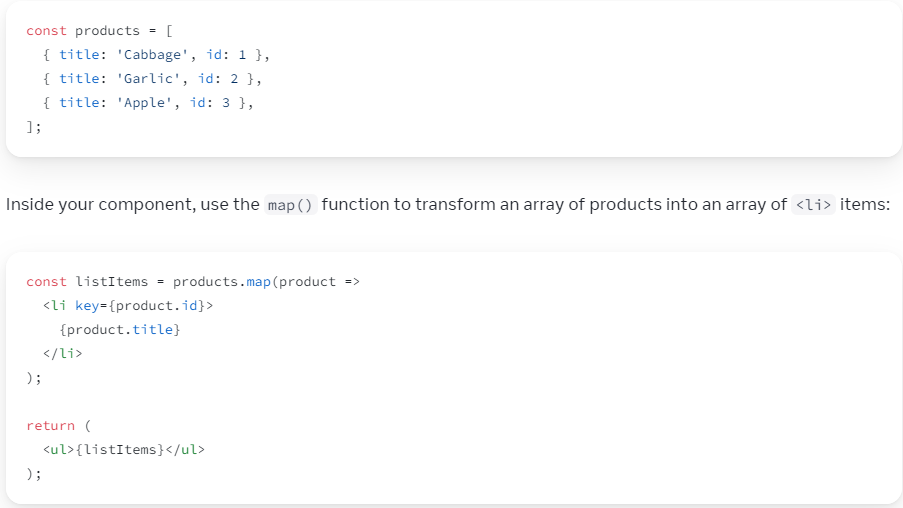 const products = [
  { title: 'Cabbage', id: 1 },
  { title: 'Garlic', id: 2 },
  { title: 'Apple', id: 3 },
];
Inside your component, use the map() function to transform an array of products into an array of <li> items:
const listItems = products.map(product =>
  <li key={product.id}>
    {product.title}
  </li>
);
return (
  <ul>{listItems}</ul>
);